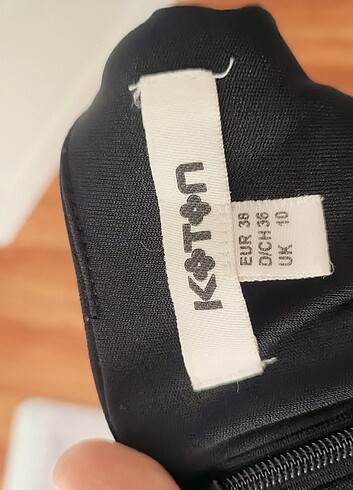 KOTON
EUR 38
D/CH 36
UK 10